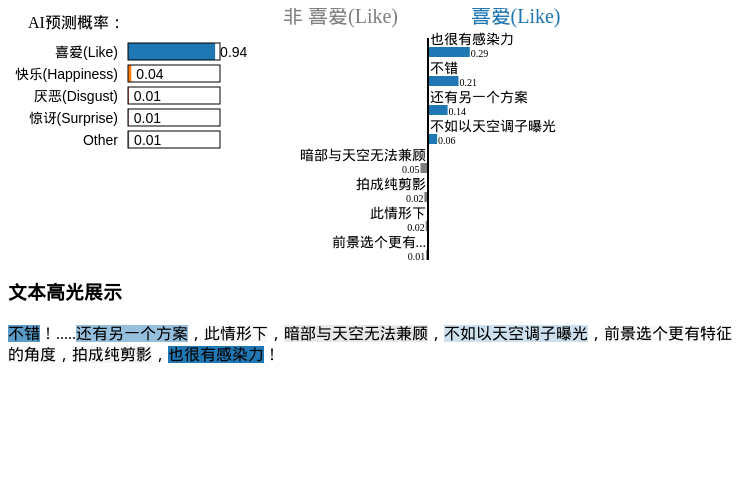 AI预测概率：
喜爱(Like) 0.94
快乐(Happiness) 0.04
厌恶(Disgust) 0.01
惊讶(Surprise) 0.01
Other 0.01
非 喜爱(Like) 喜爱(Like)
也很有感染力
0.29
不错
0.21
还有另一个方案
0.14
不如以天空调子曝光
0.06
暗部与天空无法兼顾
0.05
拍成纯剪影
0.02
此情形下
0.02
前景选个更有...
0.01
文本高光展示
不错！.....还有另一个方案，此情形下，暗部与天空无法兼顾，不如以天空调子曝光，前景选个更有特征
的角度，拍成纯剪影，也很有感染力！